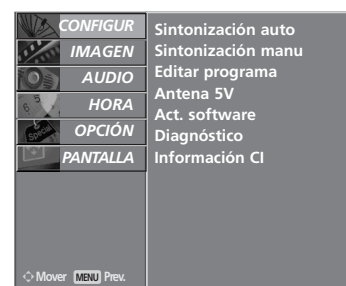 CONFIGUR
IMAGEN
AUDIO
HORA
OPCIÓN
PANTALLA
Sintonización auto
Sintonización manu
Editar programa
Antena 5V
Act. software
Diagnóstico
Información CI
Mover MENU Prev.